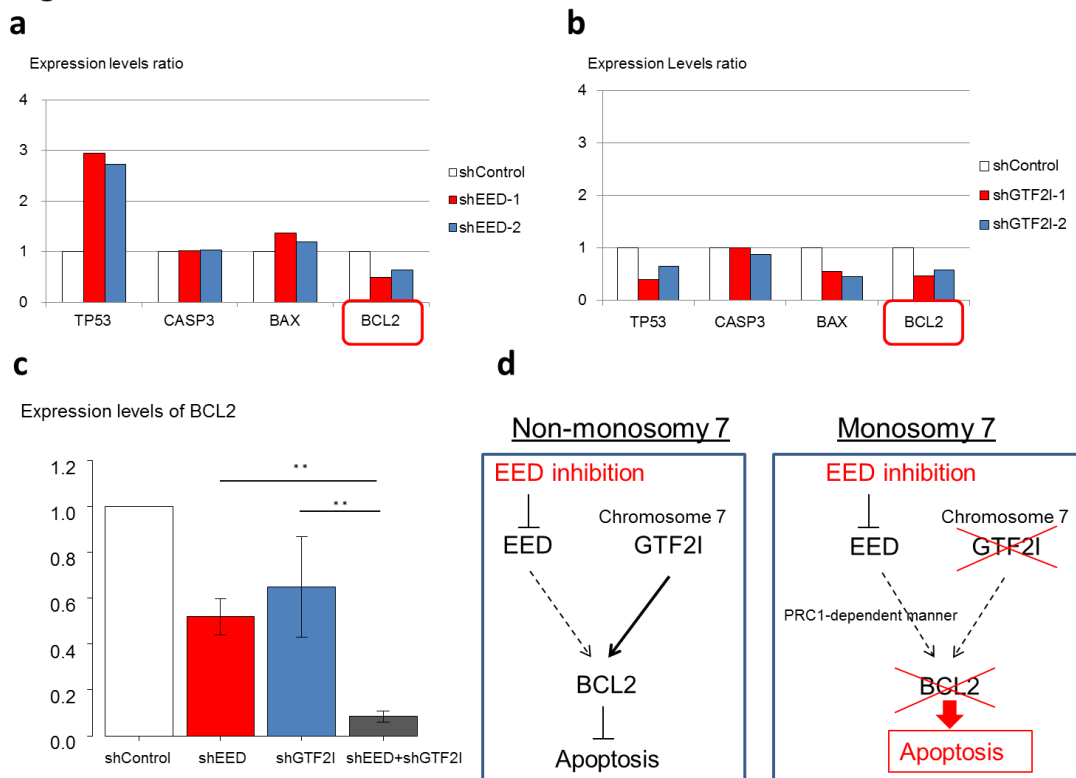 a
Expression levels ratio
4
3
2
1
0
TP53 CASP3 BAX BCL2
shControl
shEED-1
shEED-2
b
Expression Levels ratio
4
3
2
1
0
TP53 CASP3 BAX BCL2
shControl
shGTF2I-1
shGTF2I-2
c
Expression levels of BCL2
1.2
1.0
0.8
0.6
0.4
0.2
0.0
**
**
shControl shEED shGTF2I shEED+shGTF2I
d
Non-monosomy 7
EED inhibition
Chromosome 7
EED GTF2I
BCL2
Apoptosis
Monosomy 7
EED inhibition
Chromosome 7
EED GTF2I
PRC1-dependent manner
BCL2
Apoptosis